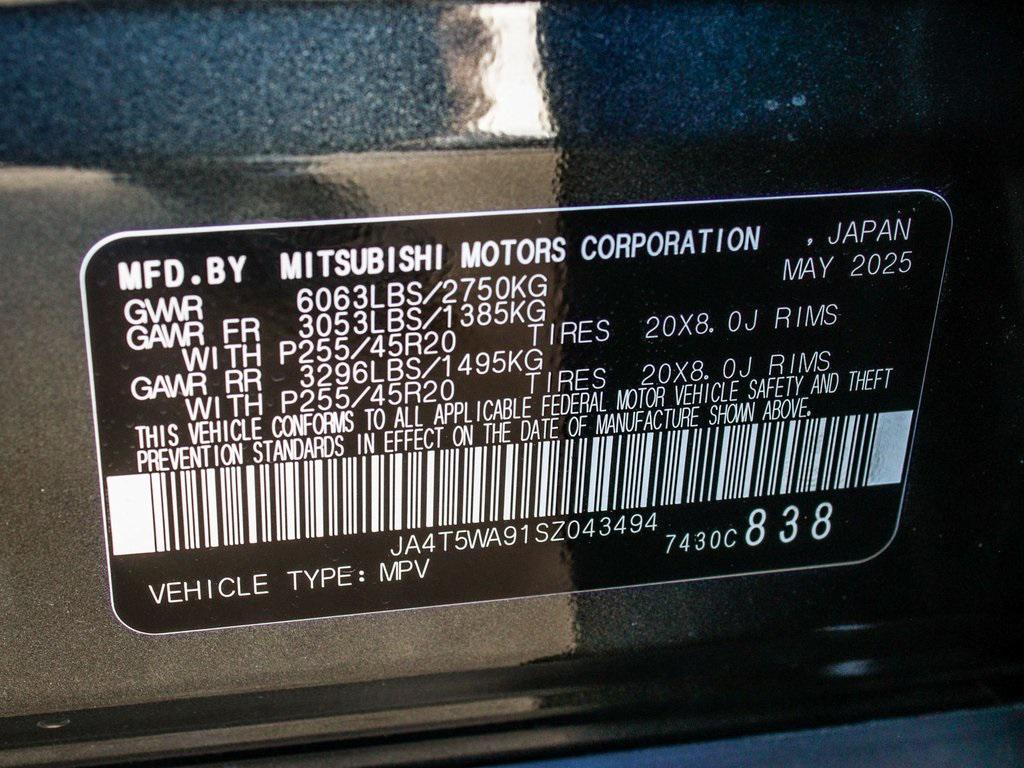 MFD.BY MITSUBISHI MOTORS CORPORATION , JAPAN
MAY 2025
GVWR 6063LBS/2750KG
GAWR FR 3053LBS/1385KG
WITH P255/45R20 TIRES 20X8.0J RIMS
GAWR RR 3296LBS/1495KG
WITH P255/45R20 TIRES 20X8.0J RIMS
THIS VEHICLE CONFORMS TO ALL APPLICABLE FEDERAL MOTOR VEHICLE SAFETY AND THEFT
PREVENTION STANDARDS IN EFFECT ON THE DATE OF MANUFACTURE SHOWN ABOVE.
JA4T5WA91SZ043494 7430C 838
VEHICLE TYPE: MPV